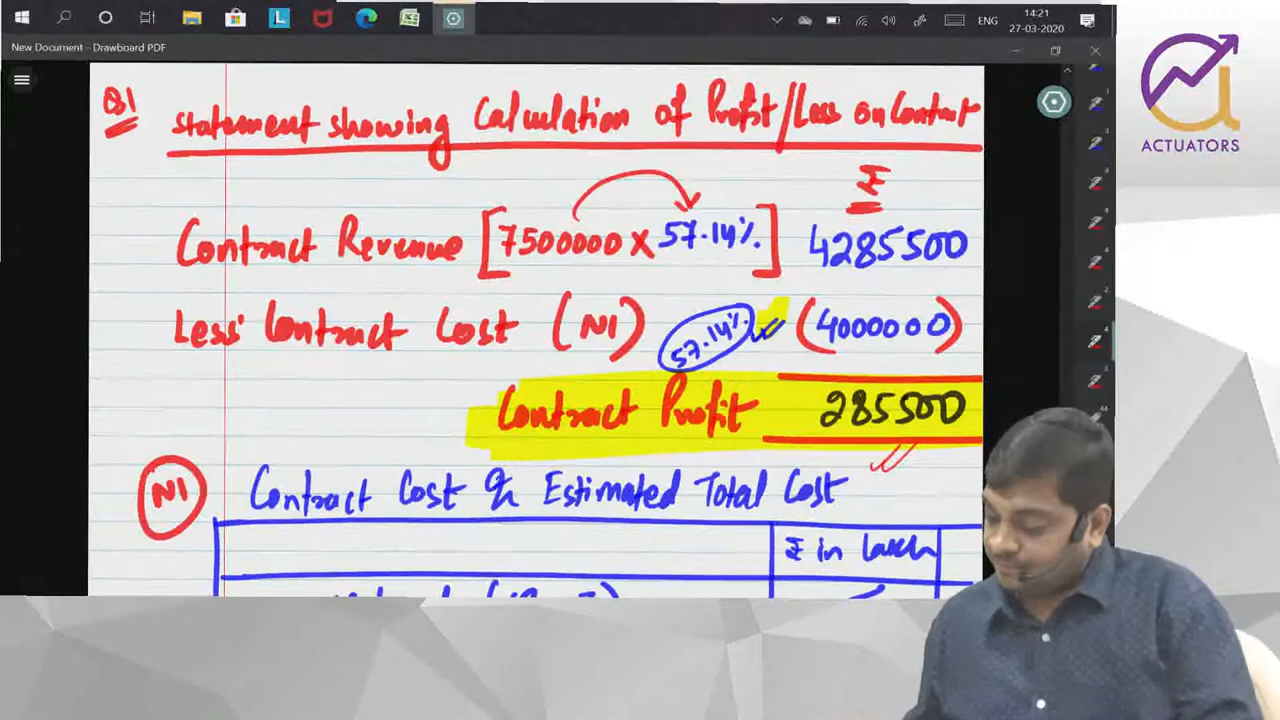 14:21
ENG
27-03-2020
New Document - Drawboard PDF
ACTUATORS
Q1
Statement showing Calculation of Profit/Loss on Contract
₹
Contract Revenue [7500000 × 57.14%] 4285500
Less: Contract Cost (N1) 57.14% (4000000)
Contract Profit 285500
N1 Contract Cost & Estimated Total Cost
₹ in lakh